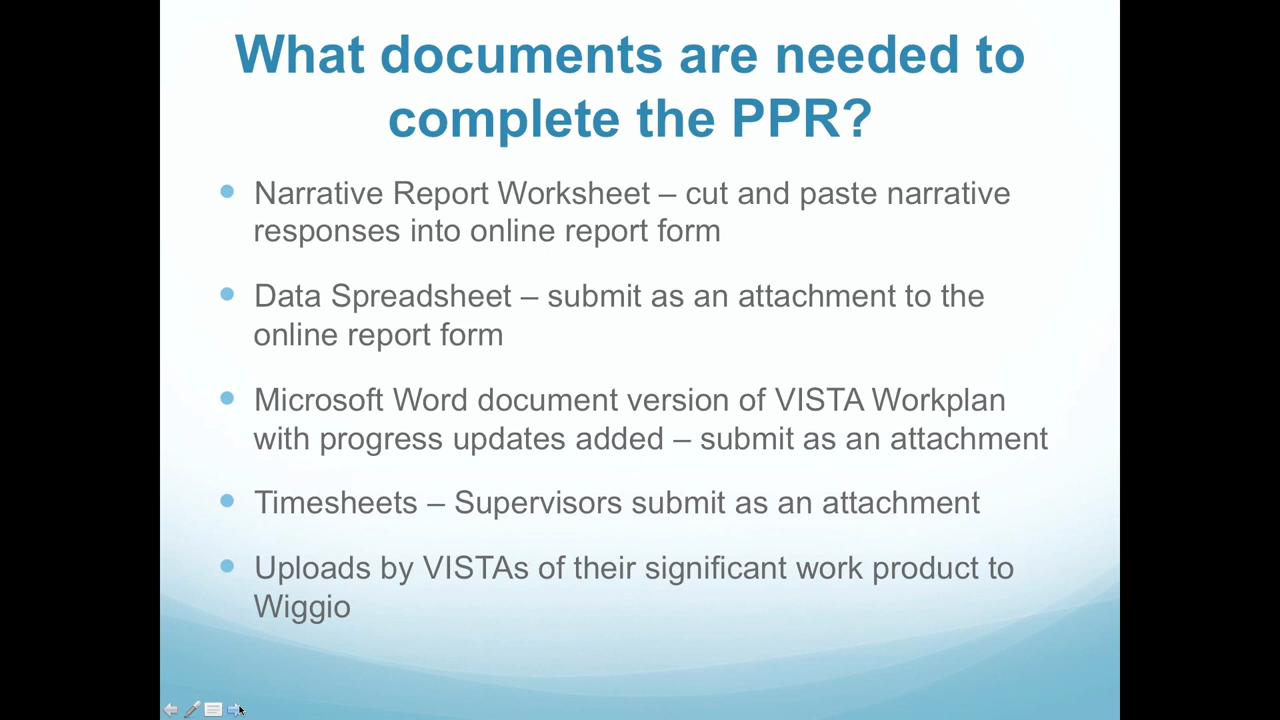 What documents are needed to
complete the PPR?
Narrative Report Worksheet – cut and paste narrative
responses into online report form
Data Spreadsheet – submit as an attachment to the
online report form
Microsoft Word document version of VISTA Workplan
with progress updates added – submit as an attachment
Timesheets – Supervisors submit as an attachment
Uploads by VISTAs of their significant work product to
Wiggio